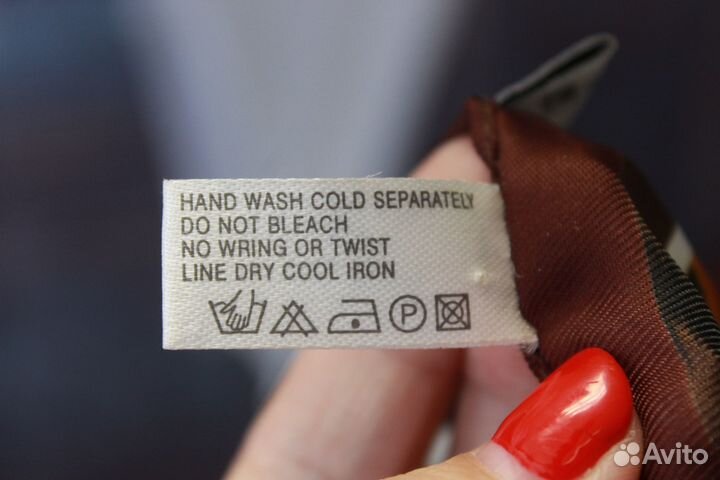 HAND WASH COLD SEPARATELY
DO NOT BLEACH
NO WRING OR TWIST
LINE DRY COOL IRON
P
Avito